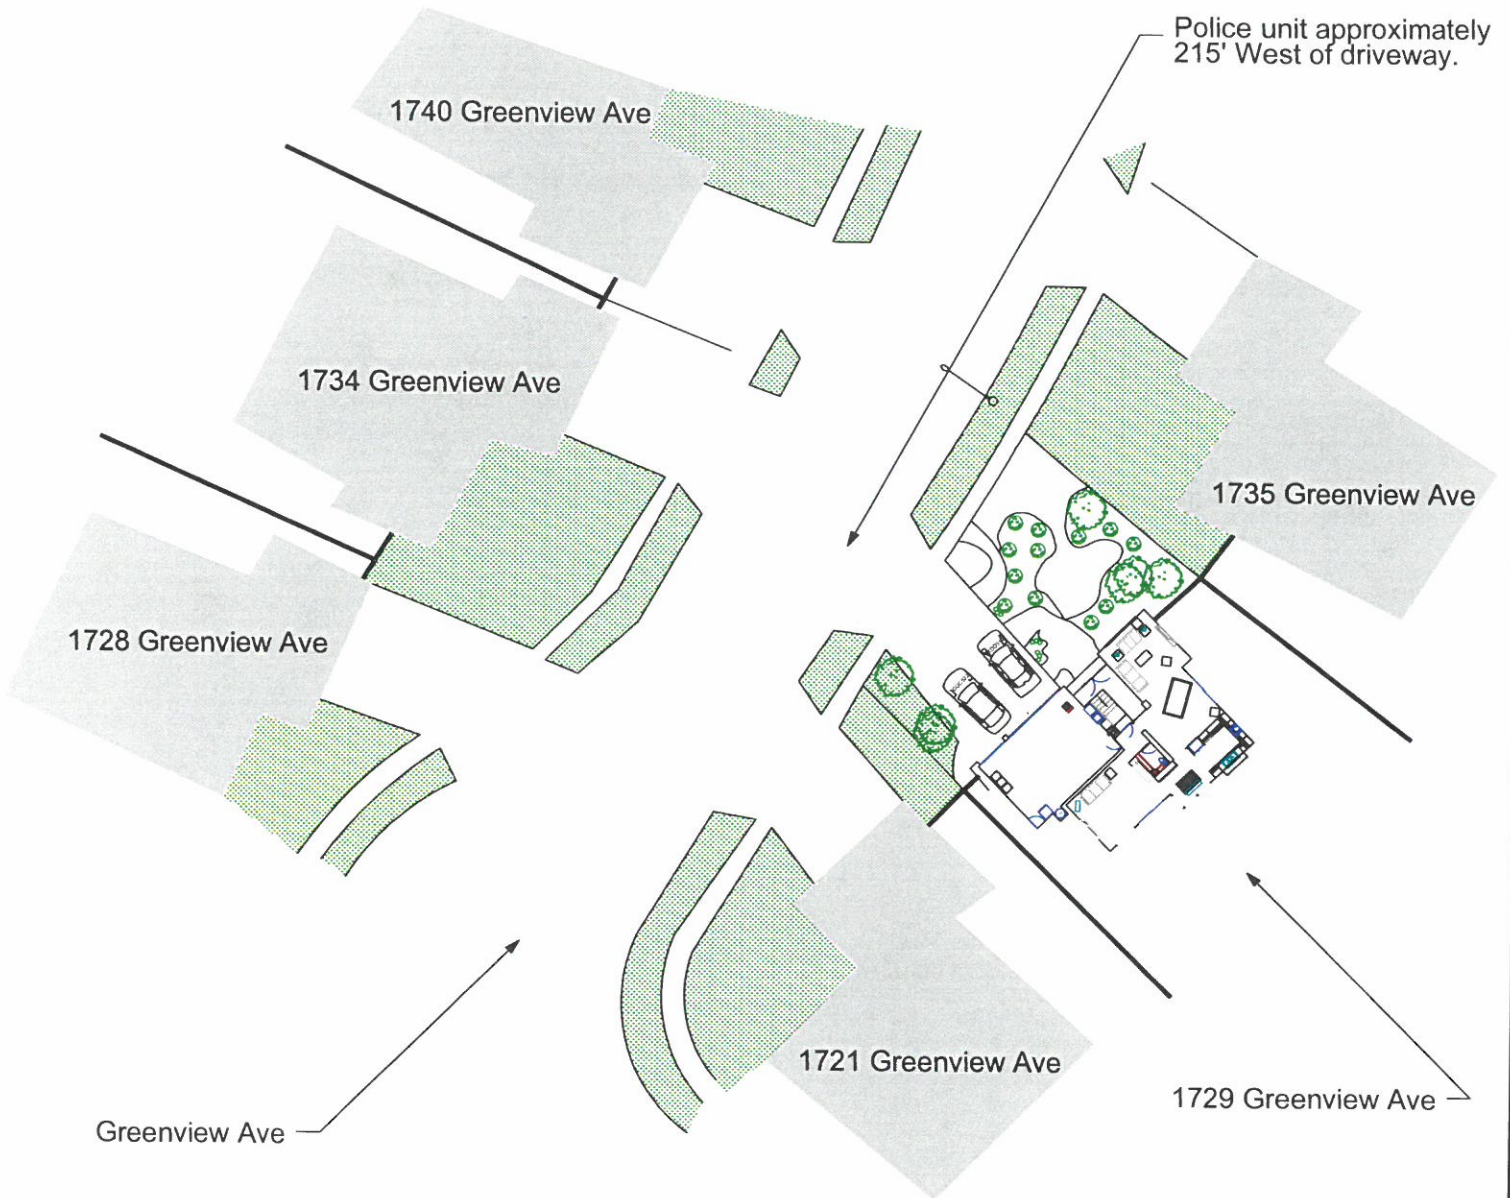 Police unit approximately
215' West of driveway.
1740 Greenview Ave
1734 Greenview Ave
1735 Greenview Ave
1728 Greenview Ave
1721 Greenview Ave
1729 Greenview Ave
Greenview Ave